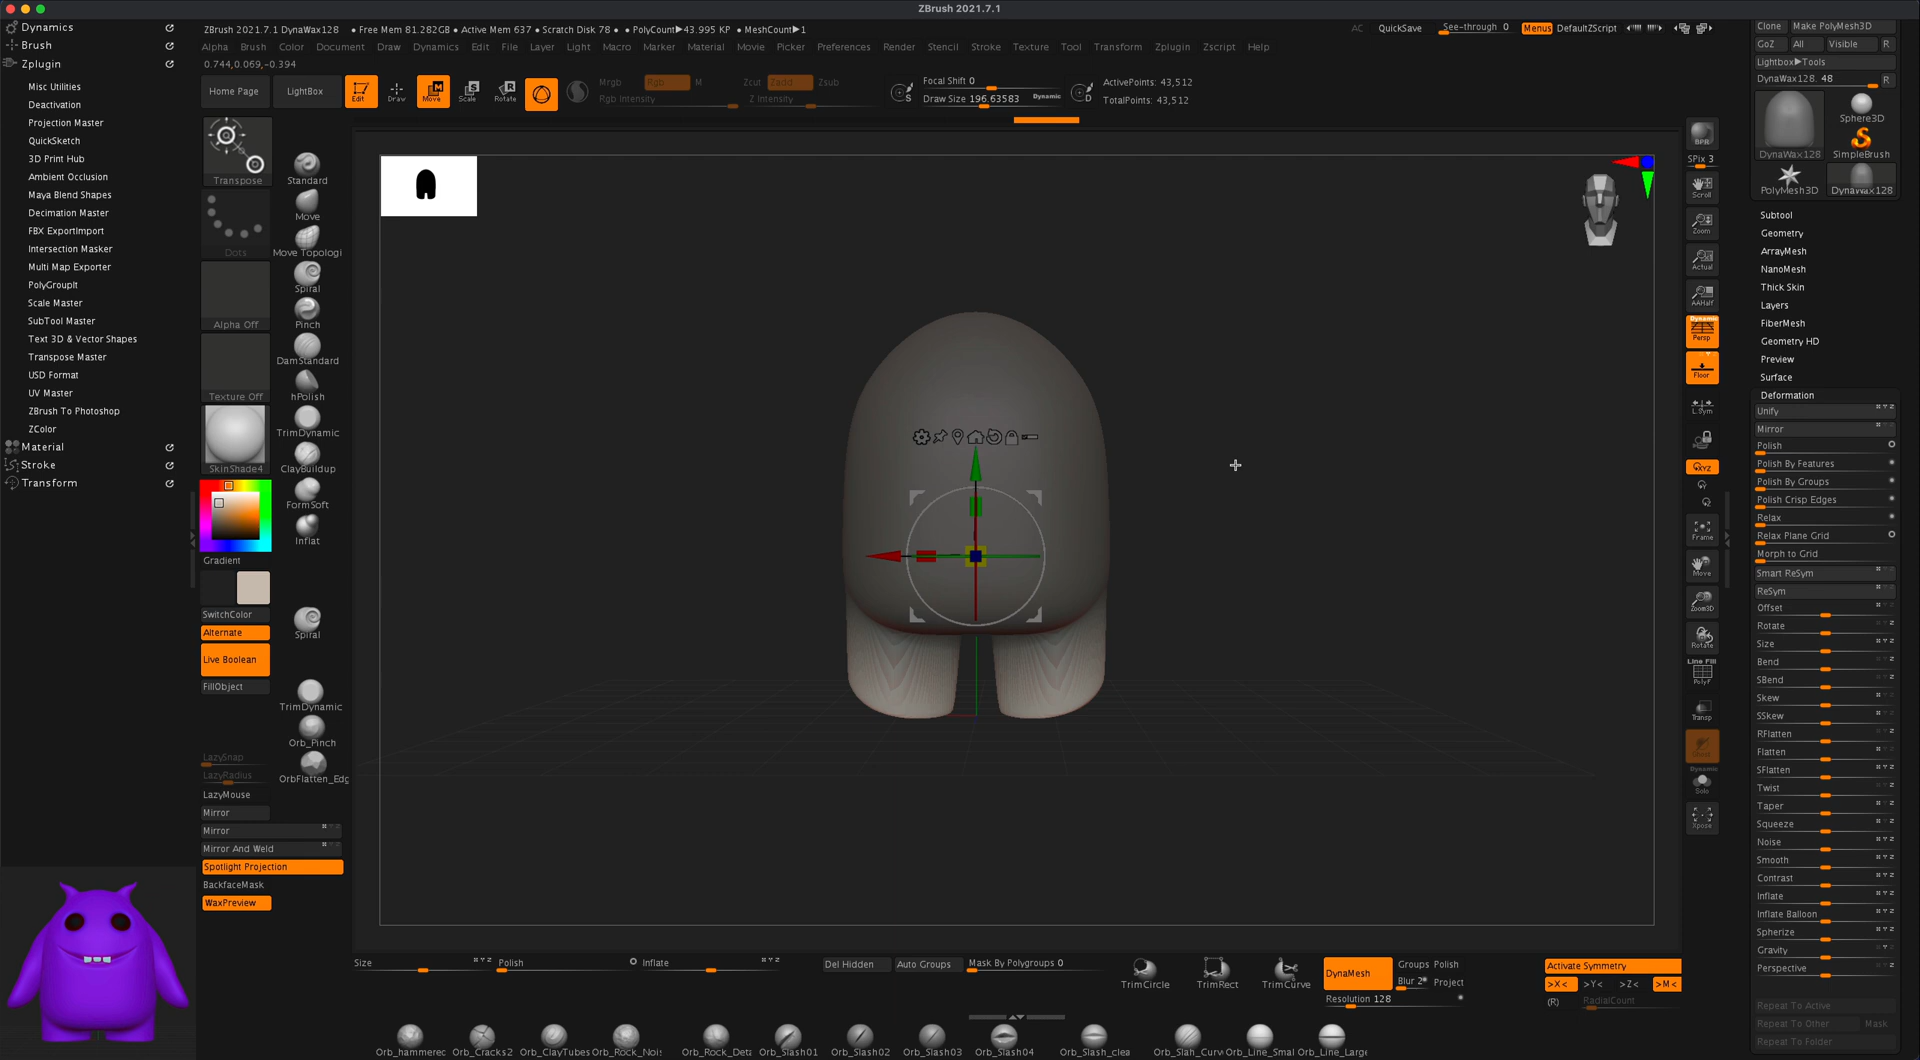 ZBrush 2021.7.1
Dynamics
Brush
Zplugin
Misc Utilities
Deactivation
Projection Master
QuickSketch
3D Print Hub
Ambient Occlusion
Maya Blend Shapes
Decimation Master
FBX ExportImport
Intersection Masker
Multi Map Exporter
PolyGroupIt
Scale Master
SubTool Master
Text 3D & Vector Shapes
Transpose Master
USD Format
UV Master
ZBrush To Photoshop
ZColor
Material
Stroke
Transform
ZBrush 2021.7.1 DynaWax128 • Free Mem 81.282GB • Active Mem 637 • Scratch Disk 78 • PolyCount▶43.995 KP • MeshCount▶1
AC QuickSave See-through 0 Menus DefaultZScript
Alpha Brush Color Document Draw Dynamics Edit File Layer Light Macro Marker Material Movie Picker Preferences Render Stencil Stroke Texture Tool Transform Zplugin Zscript Help
0.744,0.069,-0.394
Home Page LightBox Edit Draw Move Scale Rotate
Mrgb Rgb M Zcut Zadd Zsub
Rgb Intensity Z Intensity
S Focal Shift 0
Draw Size 196.63583 Dynamic D
ActivePoints: 43,512
TotalPoints: 43,512
Transpose
Dots
Alpha Off
Texture Off
SkinShade4
Gradient
SwitchColor
Alternate
Live Boolean
FillObject
LazySnap
LazyRadius
LazyMouse
Mirror
Mirror
Mirror And Weld
Spotlight Projection
BackfaceMask
WaxPreview
Standard
Move
Move Topologi
Spiral
Pinch
DamStandard
hPolish
TrimDynamic
ClayBuildup
FormSoft
Inflat
Spiral
TrimDynamic
Orb_Pinch
OrbFlatten_Edg
Size Polish Inflate
Del Hidden Auto Groups Mask By Polygroups 0
TrimCircle TrimRect TrimCurve
DynaMesh Groups Polish
Blur 2 Project
Resolution 128
Activate Symmetry
>X< >Y< >Z< >M<
(R) RadialCount
Orb_hammerec Orb_Cracks2 Orb_ClayTubes Orb_Rock_Nois Orb_Rock_Deta Orb_Slash01 Orb_Slash02 Orb_Slash03 Orb_Slash04 Orb_Slash_clea Orb_Slah_Curv Orb_Line_Smal Orb_Line_Large
BPR
SPix 3
Scroll
Zoom
Actual
AAHalf
Dynamic
Persp
Floor
L.Sym
XYZ
Frame
Move
Zoom3D
Rotate
Line Fill
PolyF
Transp
Dynamic
Solo
Xpose
Clone Make PolyMesh3D
GoZ All Visible R
Lightbox▶Tools
DynaWax128. 48 R
DynaWax128 Sphere3D
SimpleBrush
PolyMesh3D DynaWax128
Subtool
Geometry
ArrayMesh
NanoMesh
Thick Skin
Layers
FiberMesh
Geometry HD
Preview
Surface
Deformation
Unify
Mirror
Polish
Polish By Features
Polish By Groups
Polish Crisp Edges
Relax
Relax Plane Grid
Morph to Grid
Smart ReSym
ReSym
Offset
Rotate
Size
Bend
SBend
Skew
SSkew
RFlatten
Flatten
SFlatten
Twist
Taper
Squeeze
Noise
Smooth
Contrast
Inflate
Inflate Balloon
Spherize
Gravity
Perspective
Repeat To Active
Repeat To Other Mask
Repeat To Folder